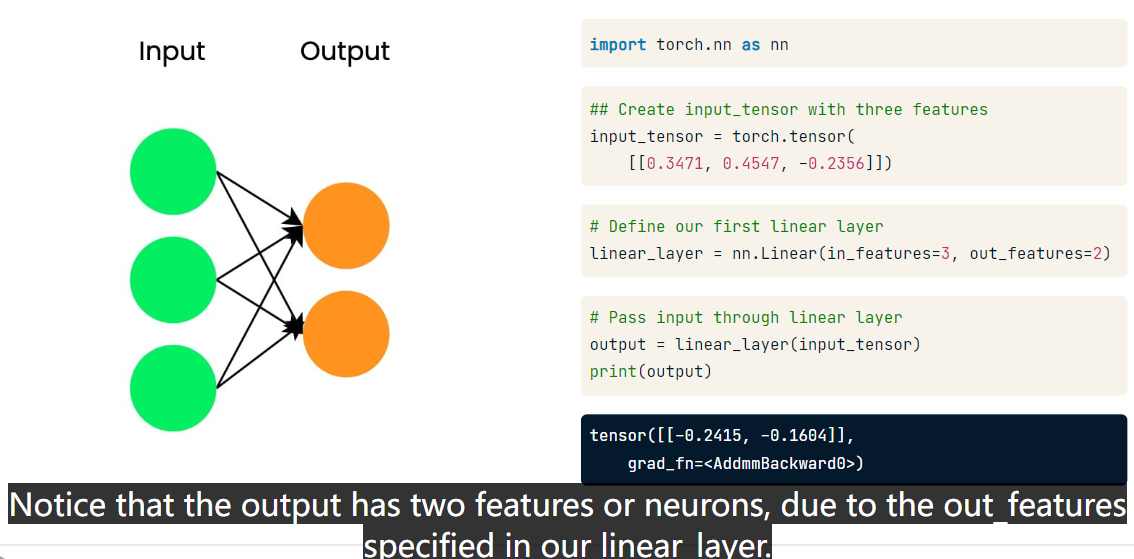 Input
Output
import torch.nn as nn
## Create input_tensor with three features
input_tensor = torch.tensor(
    [[0.3471, 0.4547, -0.2356]])
# Define our first linear layer
linear_layer = nn.Linear(in_features=3, out_features=2)
# Pass input through linear layer
output = linear_layer(input_tensor)
print(output)
tensor([[-0.2415, -0.1604]],
    grad_fn=<AddmmBackward0>)
Notice that the output has two features or neurons, due to the out_features
specified in our linear_layer.